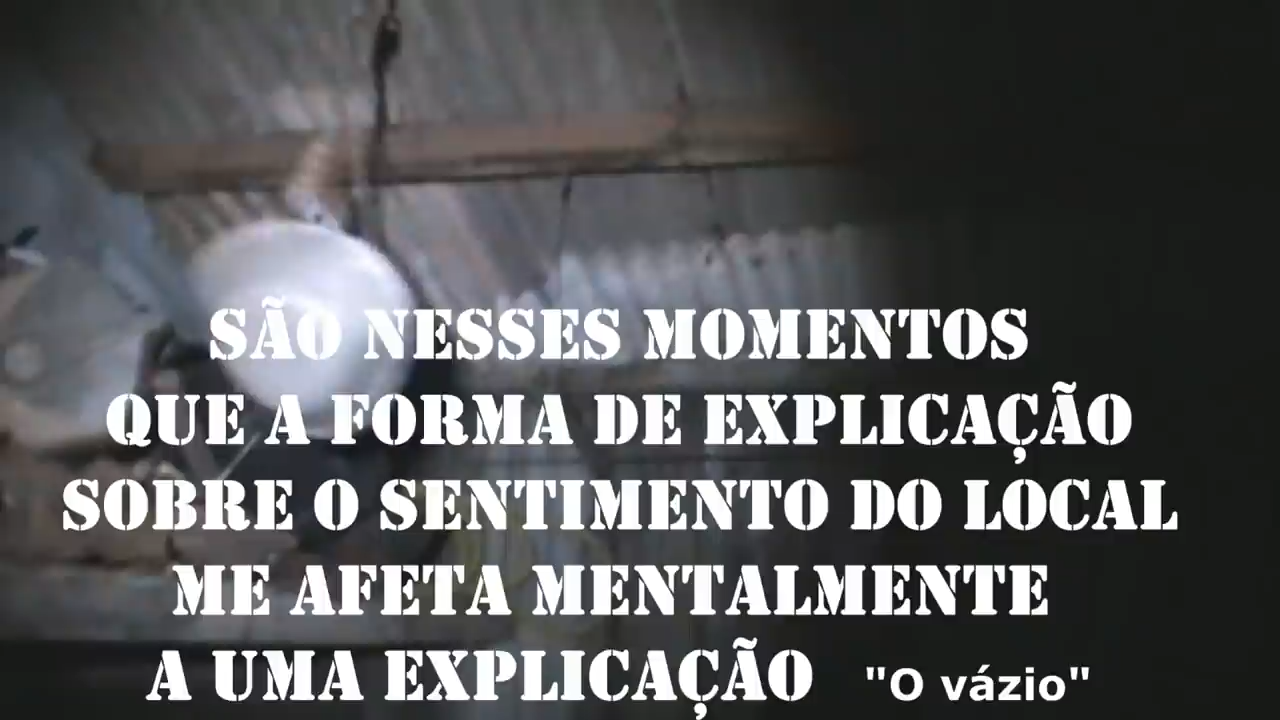 SÃO NESSES MOMENTOS
QUE A FORMA DE EXPLICAÇÃO
SOBRE O SENTIMENTO DO LOCAL
ME AFETA MENTALMENTE
A UMA EXPLICAÇÃO "O vázio"